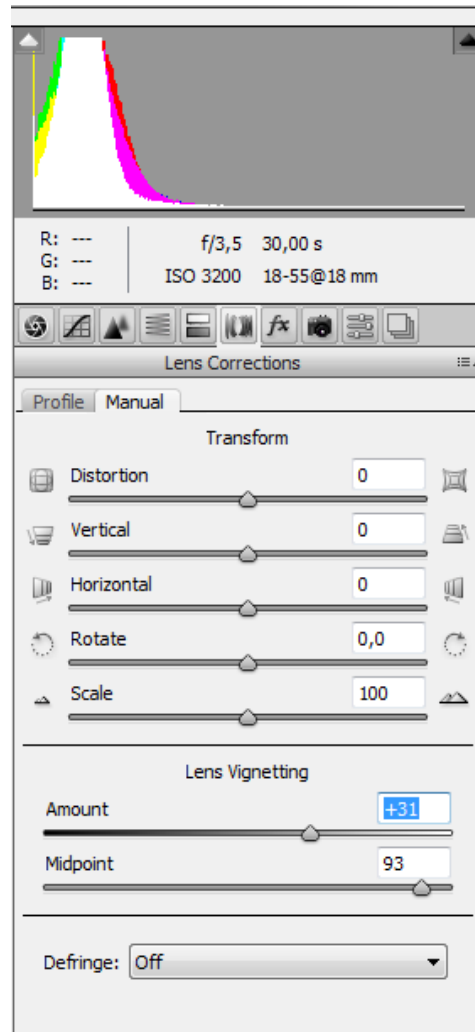 R: ---
G: ---
B: ---
f/3,5 30,00 s
ISO 3200 18-55@18 mm
fx
Lens Corrections
Profile Manual
Transform
Distortion 0
Vertical 0
Horizontal 0
Rotate 0,0
Scale 100
Lens Vignetting
Amount +31
Midpoint 93
Defringe: Off